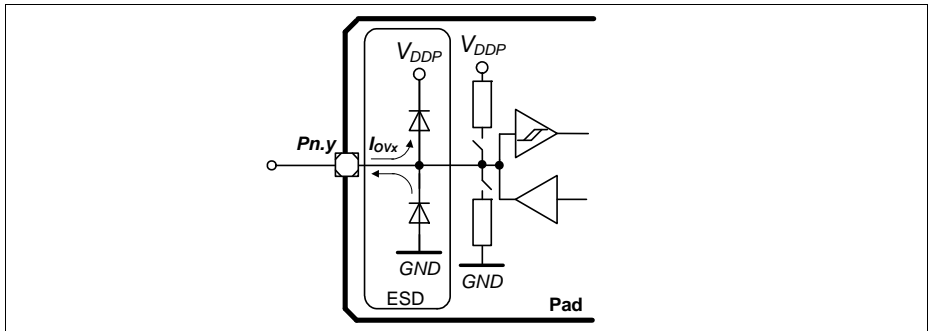 VDDP
VDDP
Pn.y
IOVx
GND
GND
ESD
Pad